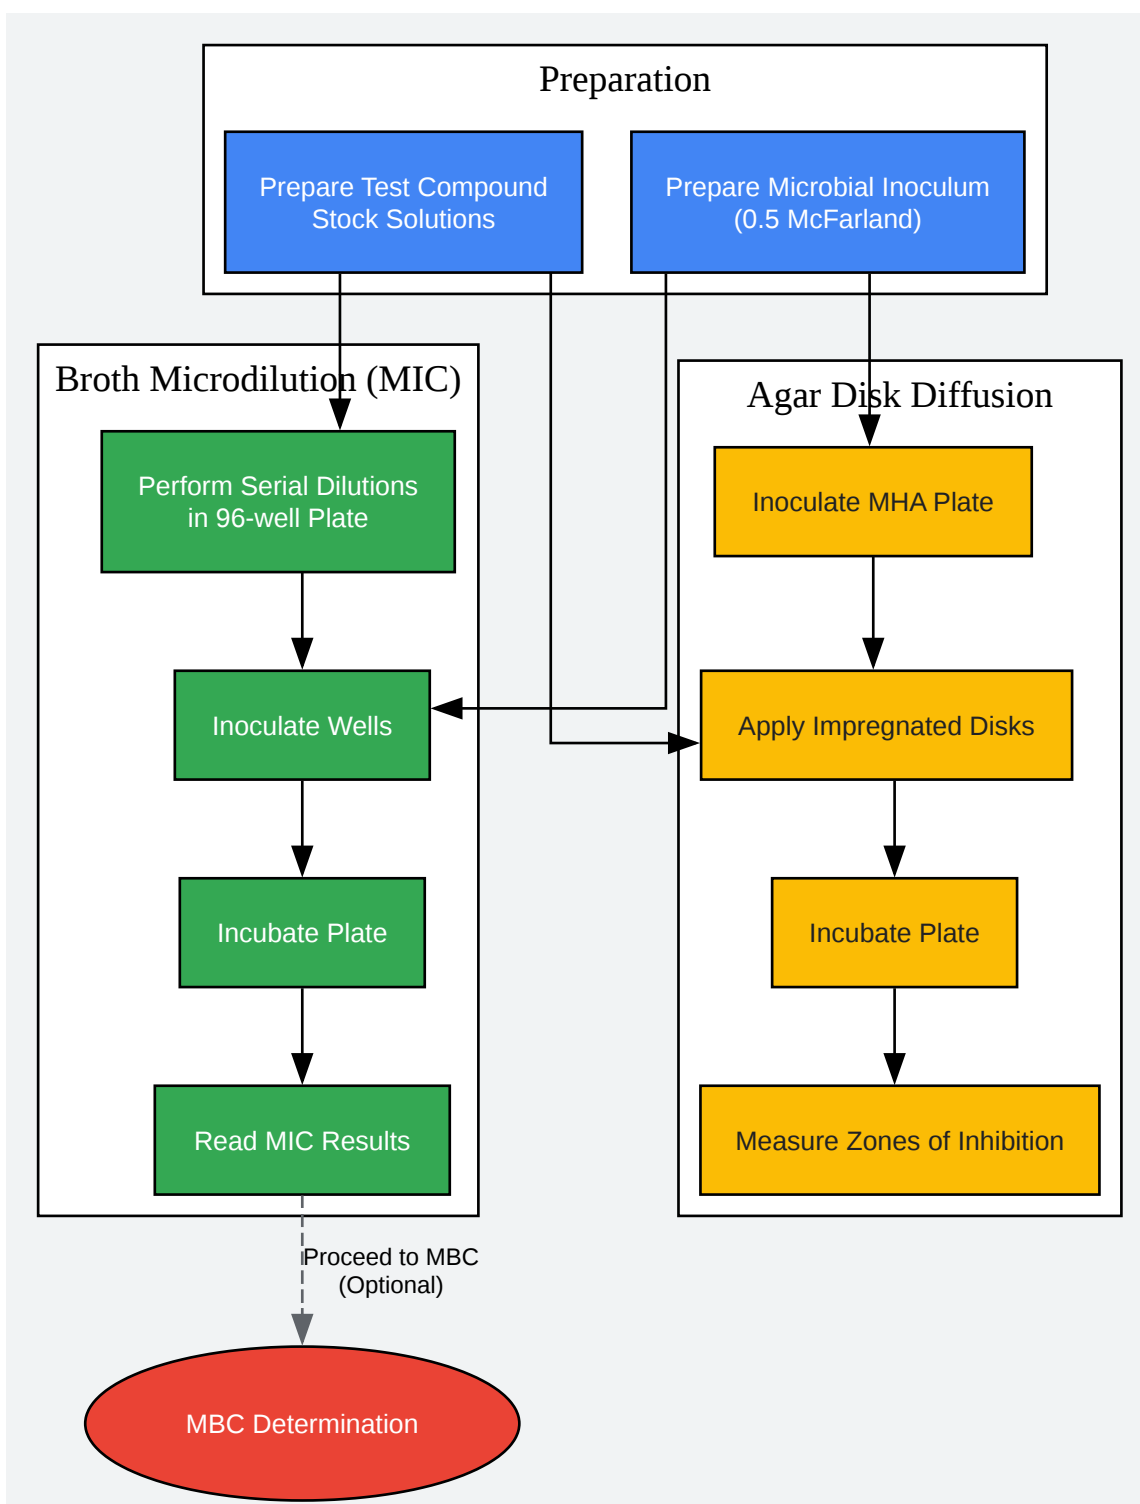 Preparation
Prepare Test Compound
Stock Solutions
Prepare Microbial Inoculum
(0.5 McFarland)
Broth Microdilution (MIC)
Perform Serial Dilutions
in 96-well Plate
Inoculate Wells
Incubate Plate
Read MIC Results
Agar Disk Diffusion
Inoculate MHA Plate
Apply Impregnated Disks
Incubate Plate
Measure Zones of Inhibition
Proceed to MBC
(Optional)
MBC Determination